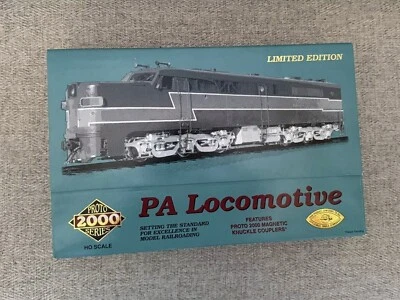 LIMITED EDITION
PA Locomotive
PROTO
2000
SERIES
HO SCALE
SETTING THE STANDARD
FOR EXCELLENCE IN
MODEL RAILROADING
FEATURES
PROTO 2000 MAGNETIC
KNUCKLE COUPLERS*